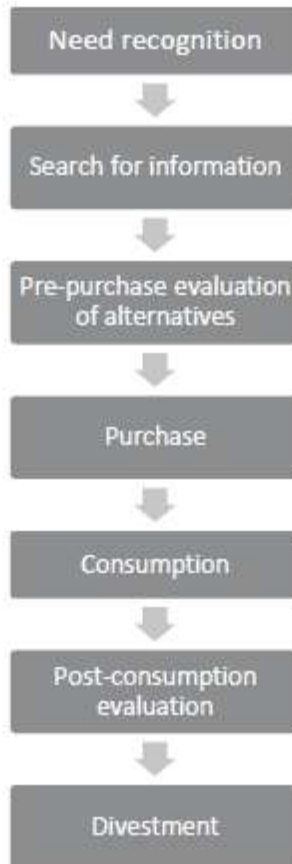 Need recognition
Search for information
Pre-purchase evaluation
of alternatives
Purchase
Consumption
Post-consumption
evaluation
Divestment